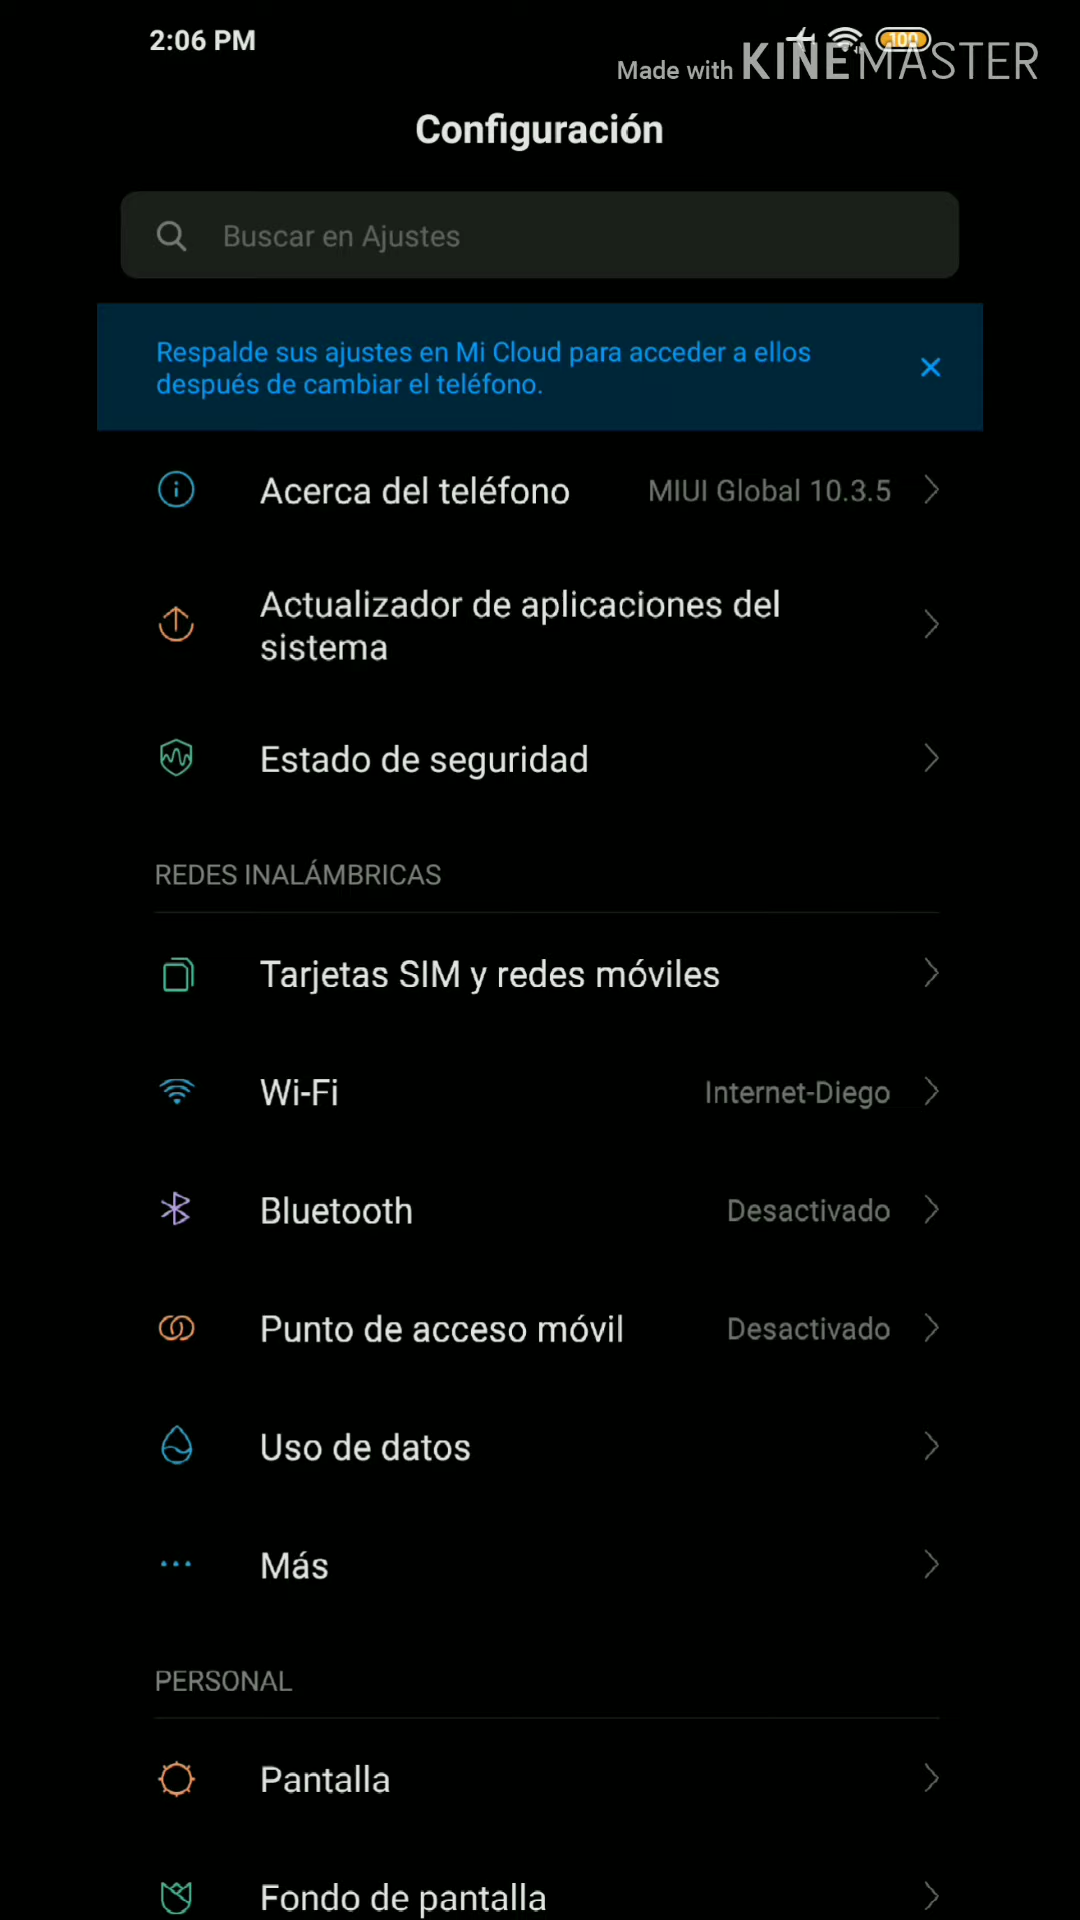 2:06 PM
100
Made with KINEMASTER
Configuración
Buscar en Ajustes
Respalde sus ajustes en Mi Cloud para acceder a ellos
después de cambiar el teléfono.
Acerca del teléfono MIUI Global 10.3.5
Actualizador de aplicaciones del
sistema
Estado de seguridad
REDES INALÁMBRICAS
Tarjetas SIM y redes móviles
Wi-Fi Internet-Diego
Bluetooth Desactivado
Punto de acceso móvil Desactivado
Uso de datos
Más
PERSONAL
Pantalla
Fondo de pantalla